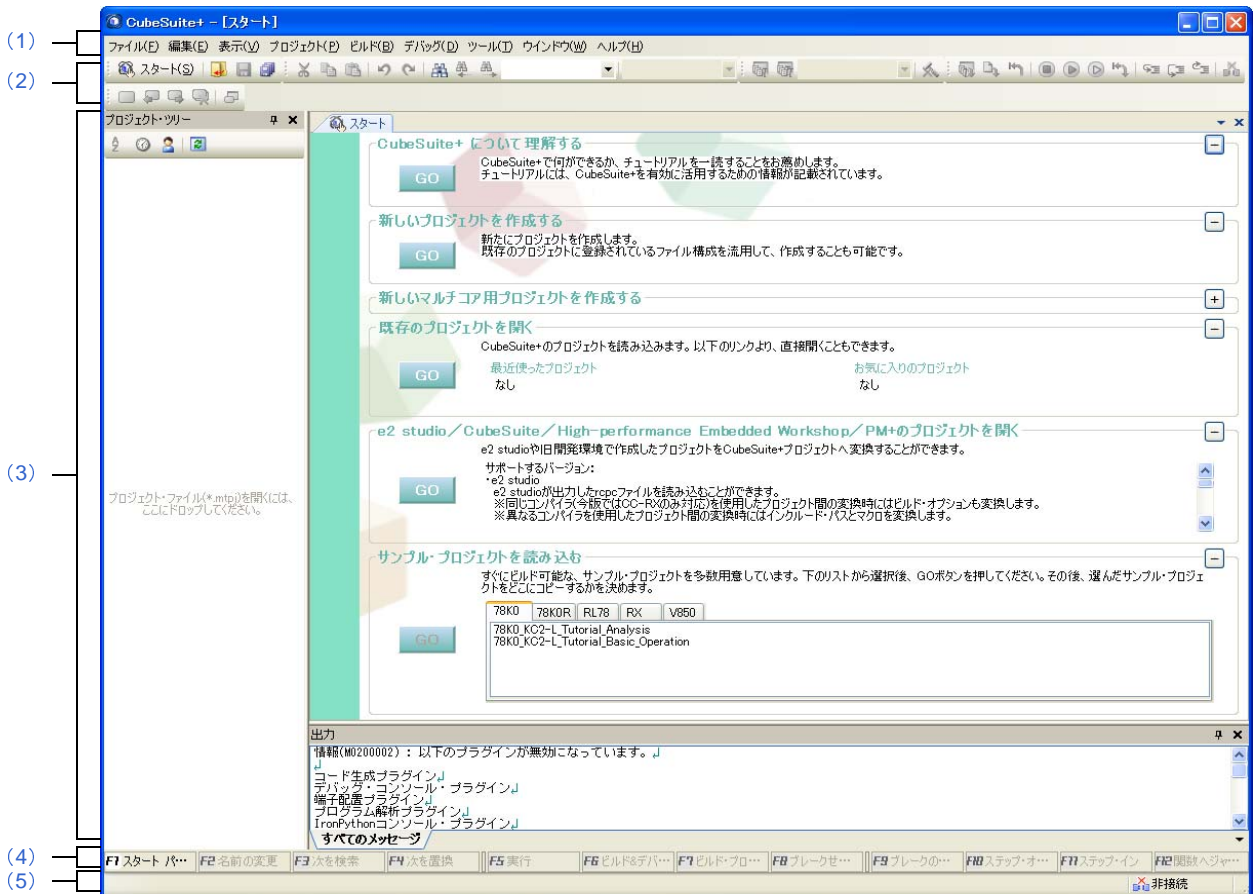 CubeSuite+ - [スタート]
(1)
ファイル(F) 編集(E) 表示(V) プロジェクト(P) ビルド(B) デバッグ(D) ツール(T) ウインドウ(W) ヘルプ(H)
(2)
スタート(S)
プロジェクト・ツリー
スタート
CubeSuite+ について理解する
GO
CubeSuite+で何ができるか、チュートリアルを一読することをお薦めします。
チュートリアルには、CubeSuite+を有効に活用するための情報が記載されています。
新しいプロジェクトを作成する
GO
新たにプロジェクトを作成します。
既存のプロジェクトに登録されているファイル構成を流用して、作成することも可能です。
新しいマルチコア用プロジェクトを作成する
既存のプロジェクトを開く
GO
CubeSuite+のプロジェクトを読み込みます。以下のリンクより、直接開くこともできます。
最近使ったプロジェクト
お気に入りのプロジェクト
なし
なし
(3)
プロジェクト・ファイル(*.mtpj)を開くには、
ここにドロップしてください。
e2 studio/CubeSuite/High-performance Embedded Workshop/PM+のプロジェクトを開く
GO
e2 studioや旧開発環境で作成したプロジェクトをCubeSuite+プロジェクトへ変換することができます。
サポートするバージョン:
・e2 studio
e2 studioが出力したrcpcファイルを読み込むことができます。
※同じコンパイラ(今版ではCC-RXのみ対応)を使用したプロジェクト間の変換時にはビルド・オプションも変換します。
※異なるコンパイラを使用したプロジェクト間の変換時にはインクルード・パスとマクロを変換します。
サンプル・プロジェクトを読み込む
GO
すぐにビルド可能な、サンプル・プロジェクトを多数用意しています。下のリストから選択後、GOボタンを押してください。その後、選んだサンプル・プロジェ
クトをどこにコピーするかを決めます。
78K0 78K0R RL78 RX V850
78K0_KC2-L_Tutorial_Analysis
78K0_KC2-L_Tutorial_Basic_Operation
出力
情報(M0200002) : 以下のプラグインが無効になっています。↲
↲
コード生成プラグイン↲
デバッグ・コンソール・プラグイン↲
端子配置プラグイン↲
プログラム解析プラグイン↲
IronPythonコンソール・プラグイン↲
すべてのメッセージ
(4)
F1 スタート パ… F2 名前の変更 F3 次を検索 F4 次を置換 F5 実行 F6 ビルド&デバ… F7 ビルド・プロ… F8 ブレークせ… F9 ブレークの… F10 ステップ・オ… F11 ステップ・イン F12 関数へジャ…
(5)
非接続